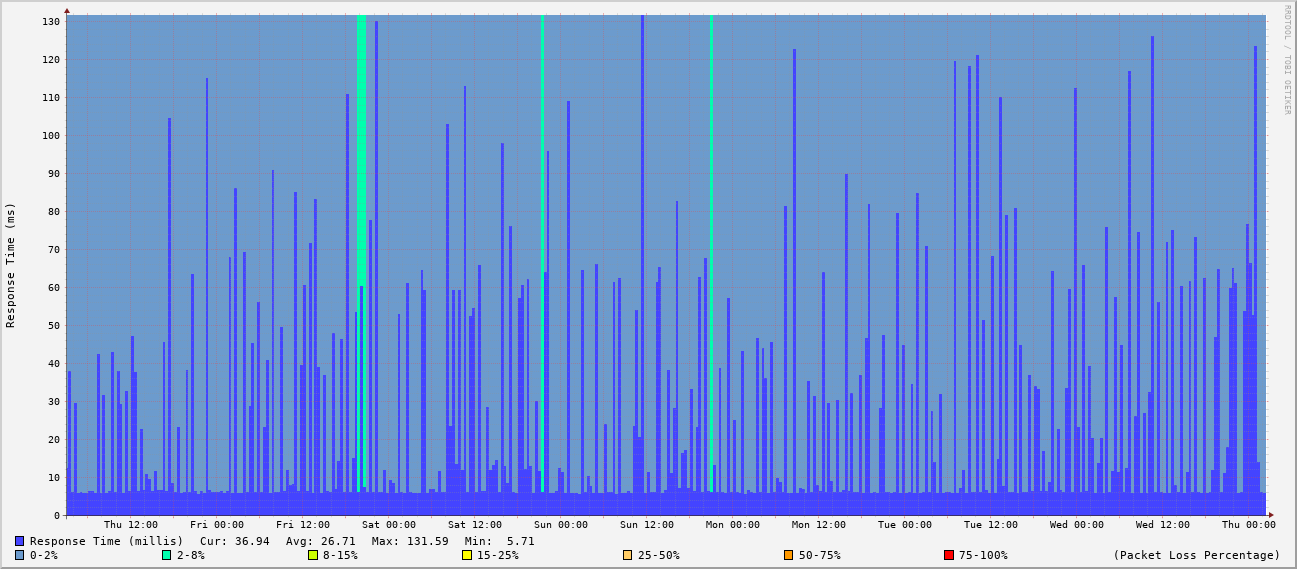 RRDTOOL / TOBI OETIKER
Response Time (ms)
130
120
110
100
90
80
70
60
50
40
30
20
10
0
Thu 12:00 Fri 00:00 Fri 12:00 Sat 00:00 Sat 12:00 Sun 00:00 Sun 12:00 Mon 00:00 Mon 12:00 Tue 00:00 Tue 12:00 Wed 00:00 Wed 12:00 Thu 00:00
Response Time (millis) Cur: 36.94 Avg: 26.71 Max: 131.59 Min: 5.71
0-2% 2-8% 8-15% 15-25% 25-50% 50-75% 75-100% (Packet Loss Percentage)